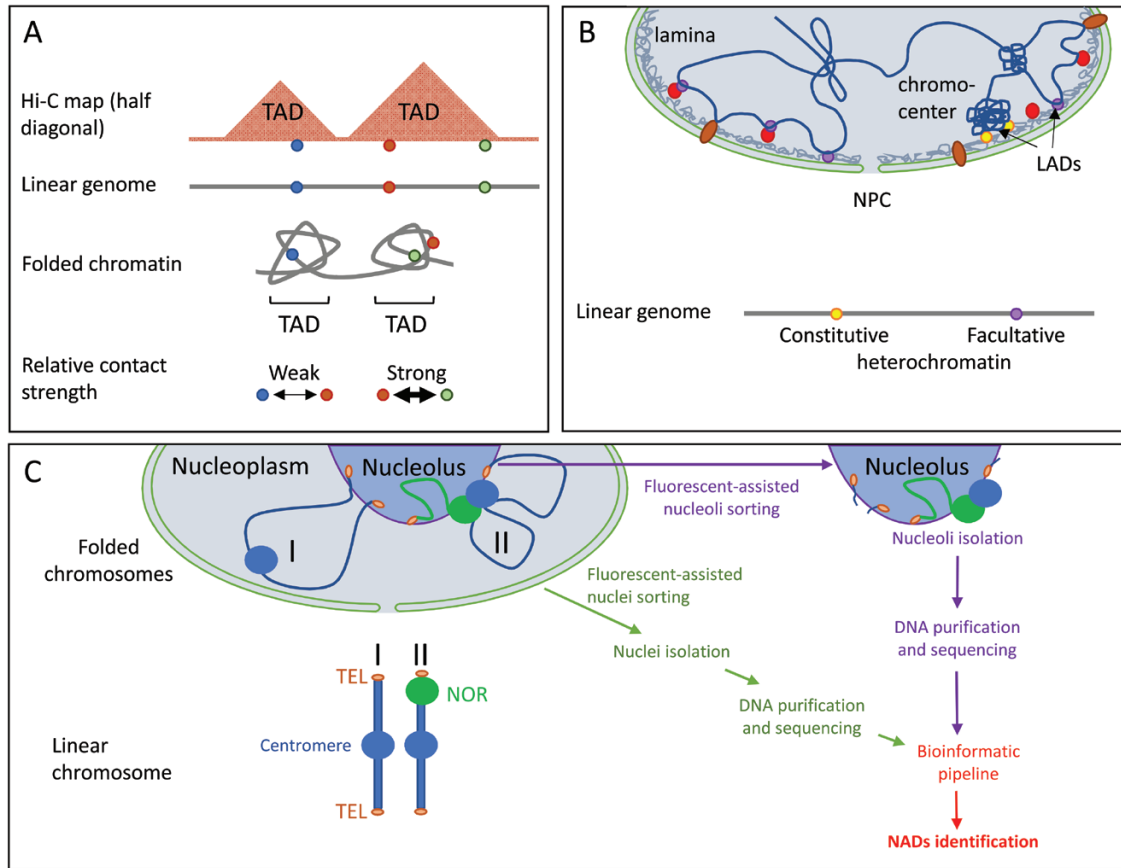 A
Hi-C map (half
diagonal)
TAD
TAD
Linear genome
Folded chromatin
TAD
TAD
Relative contact
strength
Weak
Strong
B
lamina
chromo-
center
LADs
NPC
Linear genome
Constitutive
Facultative
heterochromatin
C
Nucleoplasm
Nucleolus
Nucleolus
Fluorescent-assisted
nucleoli sorting
I
II
Folded
chromosomes
Nucleoli isolation
Fluorescent-assisted
nuclei sorting
Nuclei isolation
DNA purification
and sequencing
DNA purification
and sequencing
I
II
TEL
NOR
Centromere
Linear
chromosome
TEL
Bioinformatic
pipeline
NADs identification